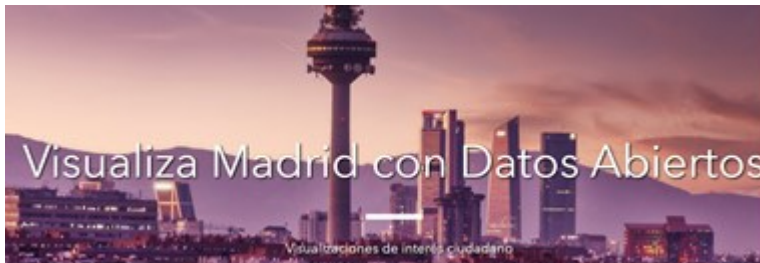 Visualiza Madrid con Datos Abiertos
Visualizaciones de interés ciudadano